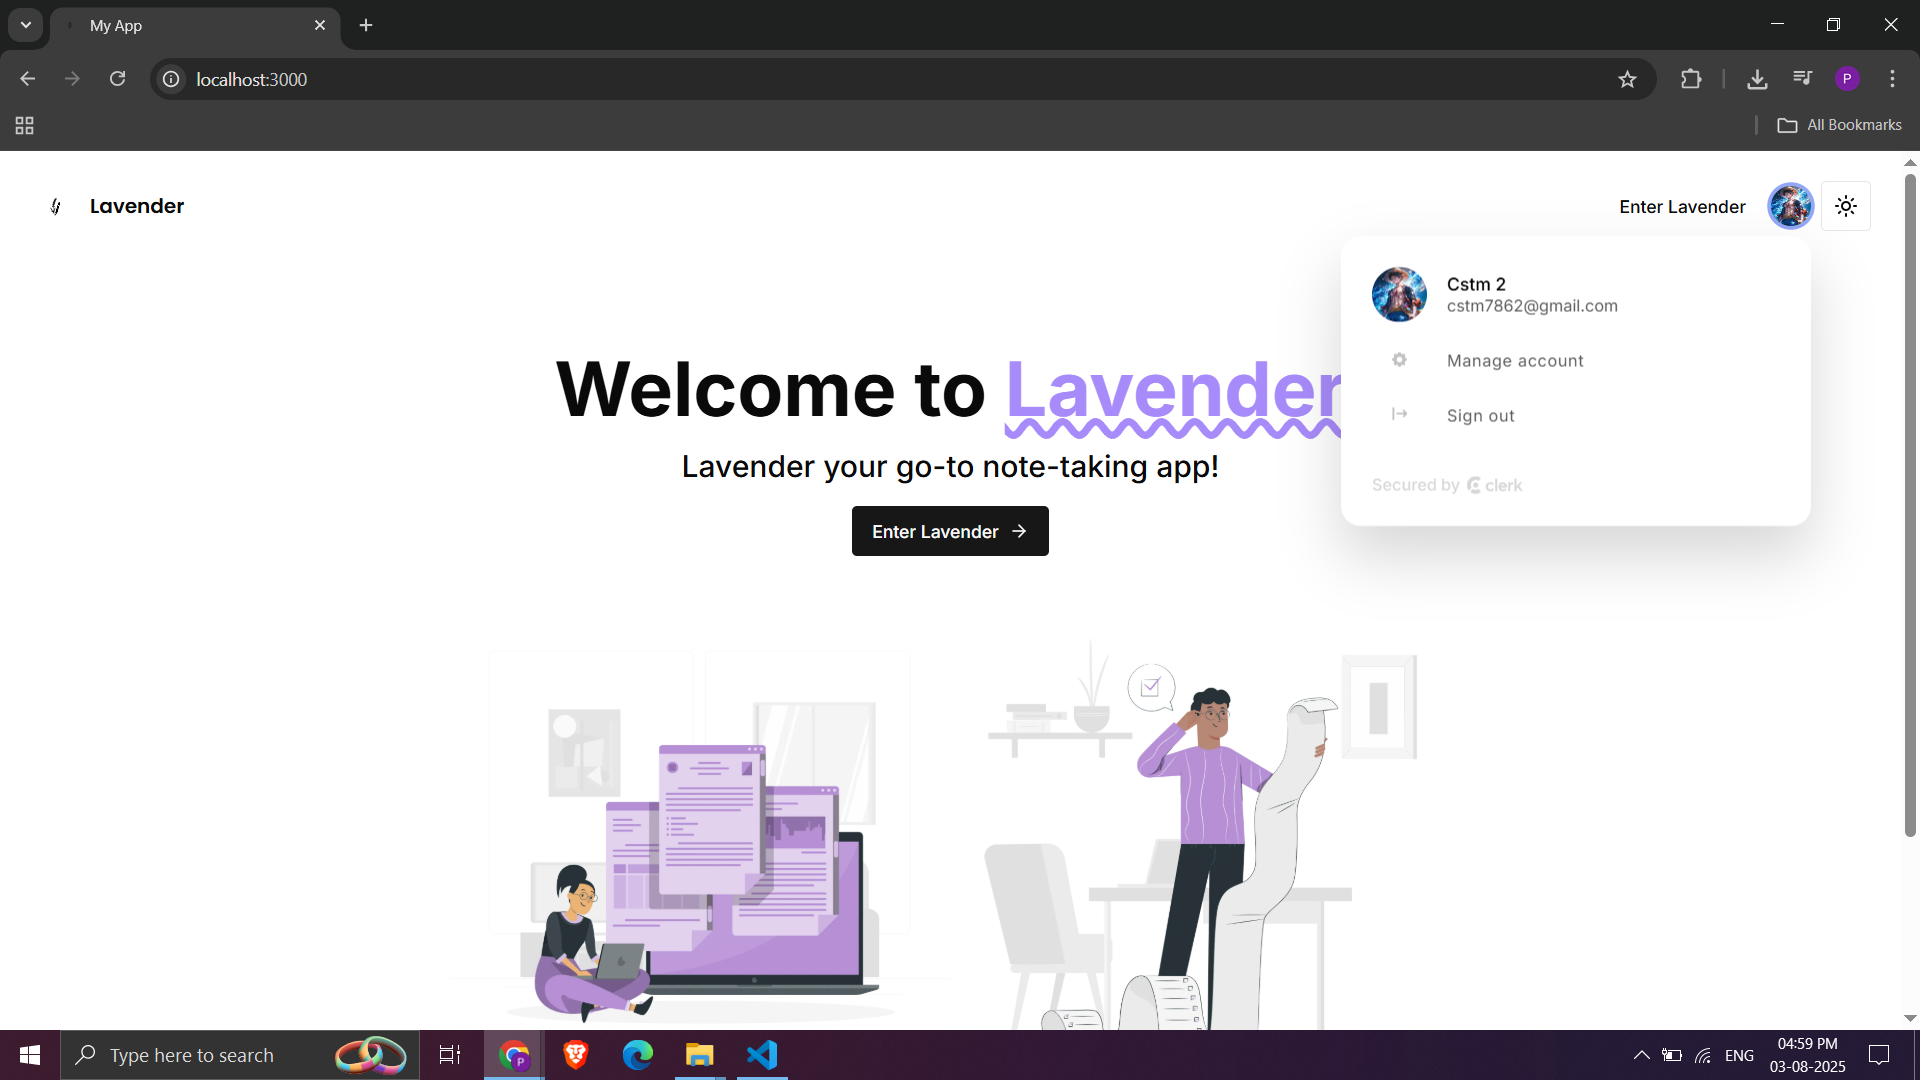 My App
localhost:3000
P
All Bookmarks
Lavender
Enter Lavender
Cstm 2
cstm7862@gmail.com
Manage account
Sign out
Secured by clerk
Welcome to Lavender
Lavender your go-to note-taking app!
Enter Lavender
Type here to search
P
ENG
04:59 PM
03-08-2025